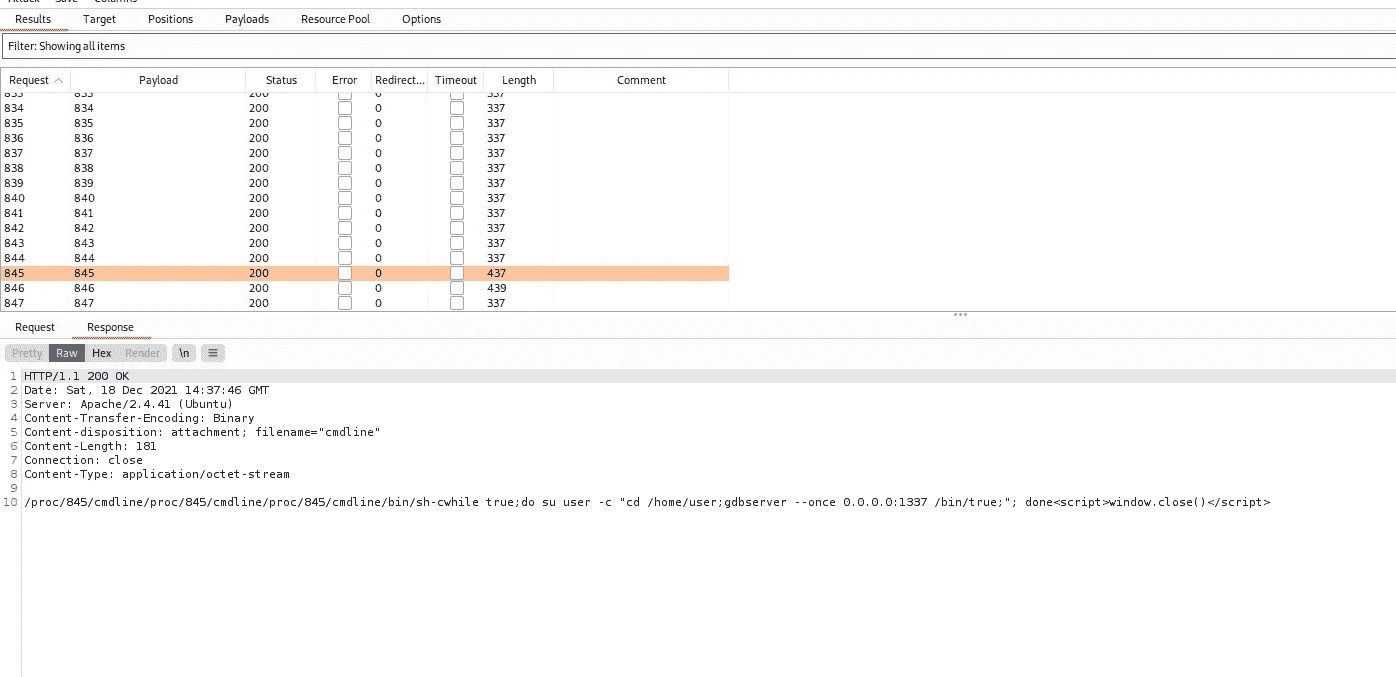 Attack Save Columns
Results Target Positions Payloads Resource Pool Options
Filter: Showing all items
Request Payload Status Error Redirect... Timeout Length Comment
833 833 200 0 337
834 834 200 0 337
835 835 200 0 337
836 836 200 0 337
837 837 200 0 337
838 838 200 0 337
839 839 200 0 337
840 840 200 0 337
841 841 200 0 337
842 842 200 0 337
843 843 200 0 337
844 844 200 0 337
845 845 200 0 437
846 846 200 0 439
847 847 200 0 337
Request Response
Pretty Raw Hex Render \n
1 HTTP/1.1 200 OK
2 Date: Sat, 18 Dec 2021 14:37:46 GMT
3 Server: Apache/2.4.41 (Ubuntu)
4 Content-Transfer-Encoding: Binary
5 Content-disposition: attachment; filename="cmdline"
6 Content-Length: 181
7 Connection: close
8 Content-Type: application/octet-stream
9
10 /proc/845/cmdline/proc/845/cmdline/proc/845/cmdline/bin/sh-cwhile true;do su user -c "cd /home/user;gdbserver --once 0.0.0.0:1337 /bin/true;"; done<script>window.close()</script>